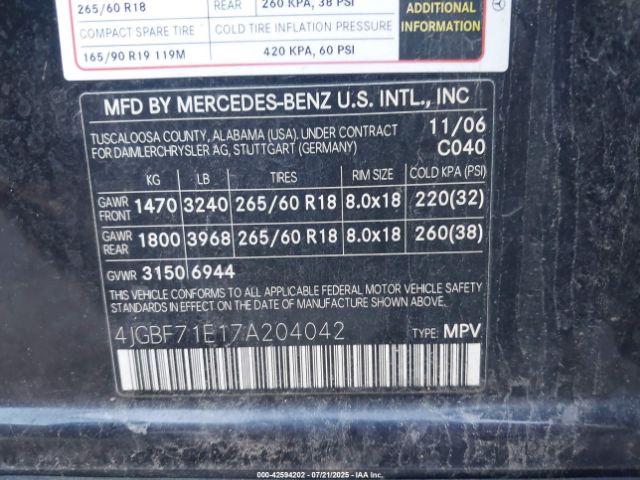 265/60 R18 REAR 260 KPA, 38 PSI
COMPACT SPARE TIRE COLD TIRE INFLATION PRESSURE
165/90 R19 119M 420 KPA, 60 PSI
ADDITIONAL
INFORMATION
MFD BY MERCEDES-BENZ U.S. INTL., INC
TUSCALOOSA COUNTY, ALABAMA (USA). UNDER CONTRACT 11/06
FOR DAIMLERCHRYSLER AG, STUTTGART (GERMANY) C040
KG LB TIRES RIM SIZE COLD KPA (PSI)
GAWR FRONT 1470 3240 265/60 R18 8.0x18 220(32)
GAWR REAR 1800 3968 265/60 R18 8.0x18 260(38)
GVWR 3150 6944
THIS VEHICLE CONFORMS TO ALL APPLICABLE FEDERAL MOTOR VEHICLE SAFETY
STANDARDS IN EFFECT ON THE DATE OF MANUFACTURE SHOWN ABOVE.
4JGBF71E17A204042 TYPE: MPV
000-42594202 - 07/21/2025 - IAAI.COM